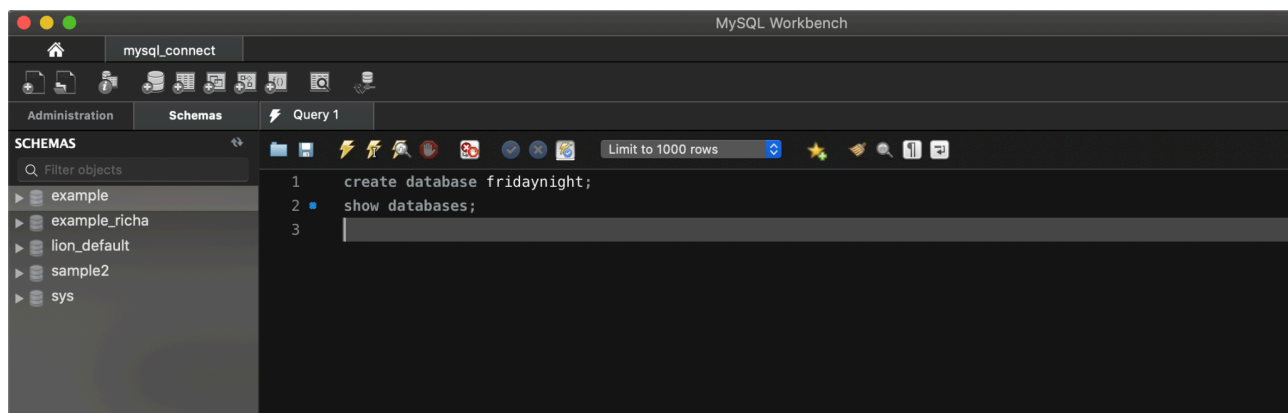 MySQL Workbench
mysql_connect
Administration
Schemas
Query 1
SCHEMAS
Filter objects
Limit to 1000 rows
example
example_richa
lion_default
sample2
sys
1 create database fridaynight;
2 show databases;
3